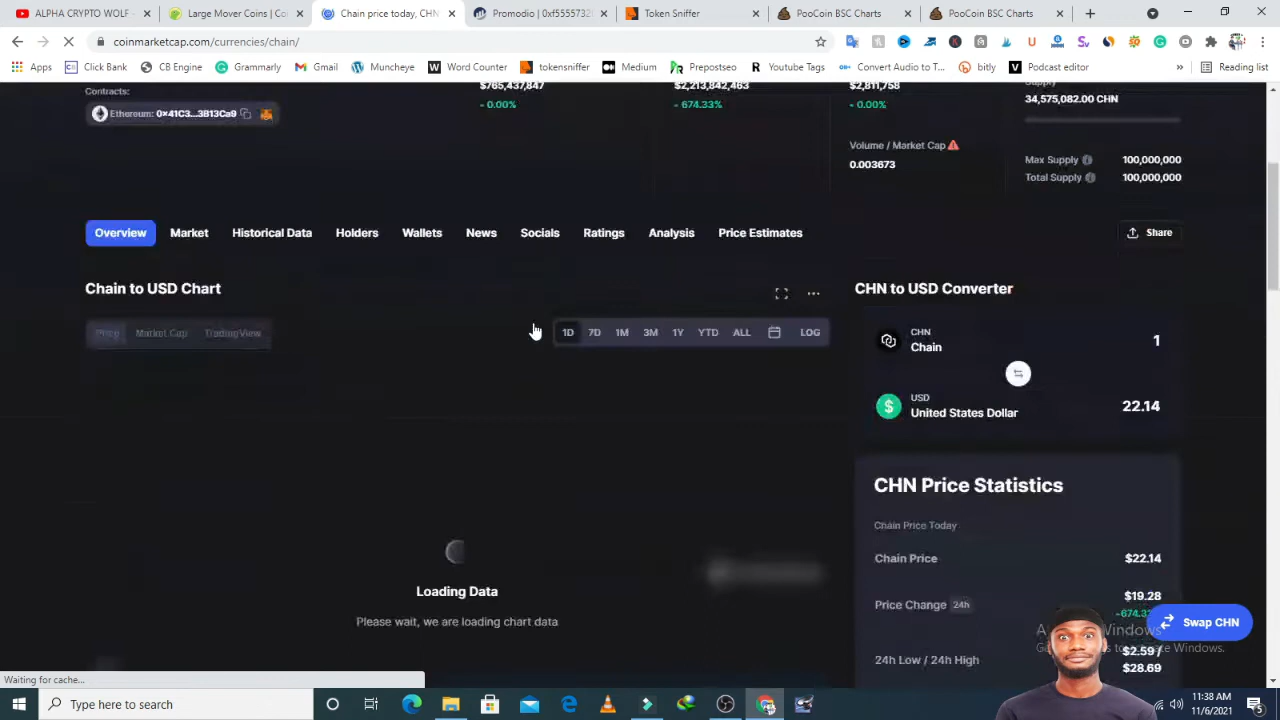 ALPHA CRYPTO WOLF - Large Mover Coins | Co Chain price today, CHN Promodio | 0xf5555732 Token Sniffer PooCoin BSC Charts PooCoin BSC Charts
coinmarketcap.com/currencies/chain/
Apps Click Bank CB Engine Grammarly Gmail Muncheye Word Counter tokensniffer Medium Prepostseo Youtube Tags Convert Audio to T... bitly Podcast editor Reading list
Contracts:
Ethereum: 0x41C3...3B13Ca9
$765,437,847
- 0.00%
$2,213,842,463
- 674.33%
$2,811,758
- 0.00%
Volume / Market Cap
0.003673
Supply
34,575,082.00 CHN
Max Supply 100,000,000
Total Supply 100,000,000
Overview Market Historical Data Holders Wallets News Socials Ratings Analysis Price Estimates Share
Chain to USD Chart
Price Market Cap TradingView 1D 7D 1M 3M 1Y YTD ALL LOG
Loading Data
Please wait, we are loading chart data
CHN to USD Converter
CHN
Chain 1
USD
United States Dollar 22.14
CHN Price Statistics
Chain Price Today
Chain Price $22.14
Price Change 24h $19.28
24h Low / 24h High $2.59 /
$28.69
Swap CHN
Waiting for cache...
Type here to search
11:38 AM
11/6/2021